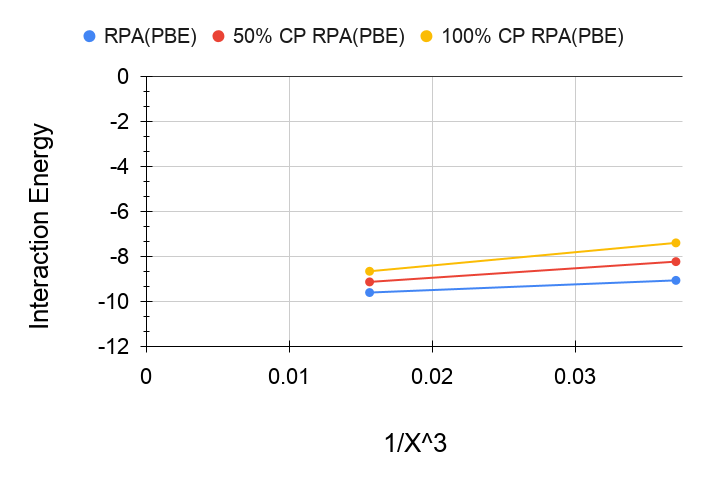 RPA(PBE) 50% CP RPA(PBE) 100% CP RPA(PBE)
Interaction Energy
0
-2
-4
-6
-8
-10
-12
0 0.01 0.02 0.03
1/X^3